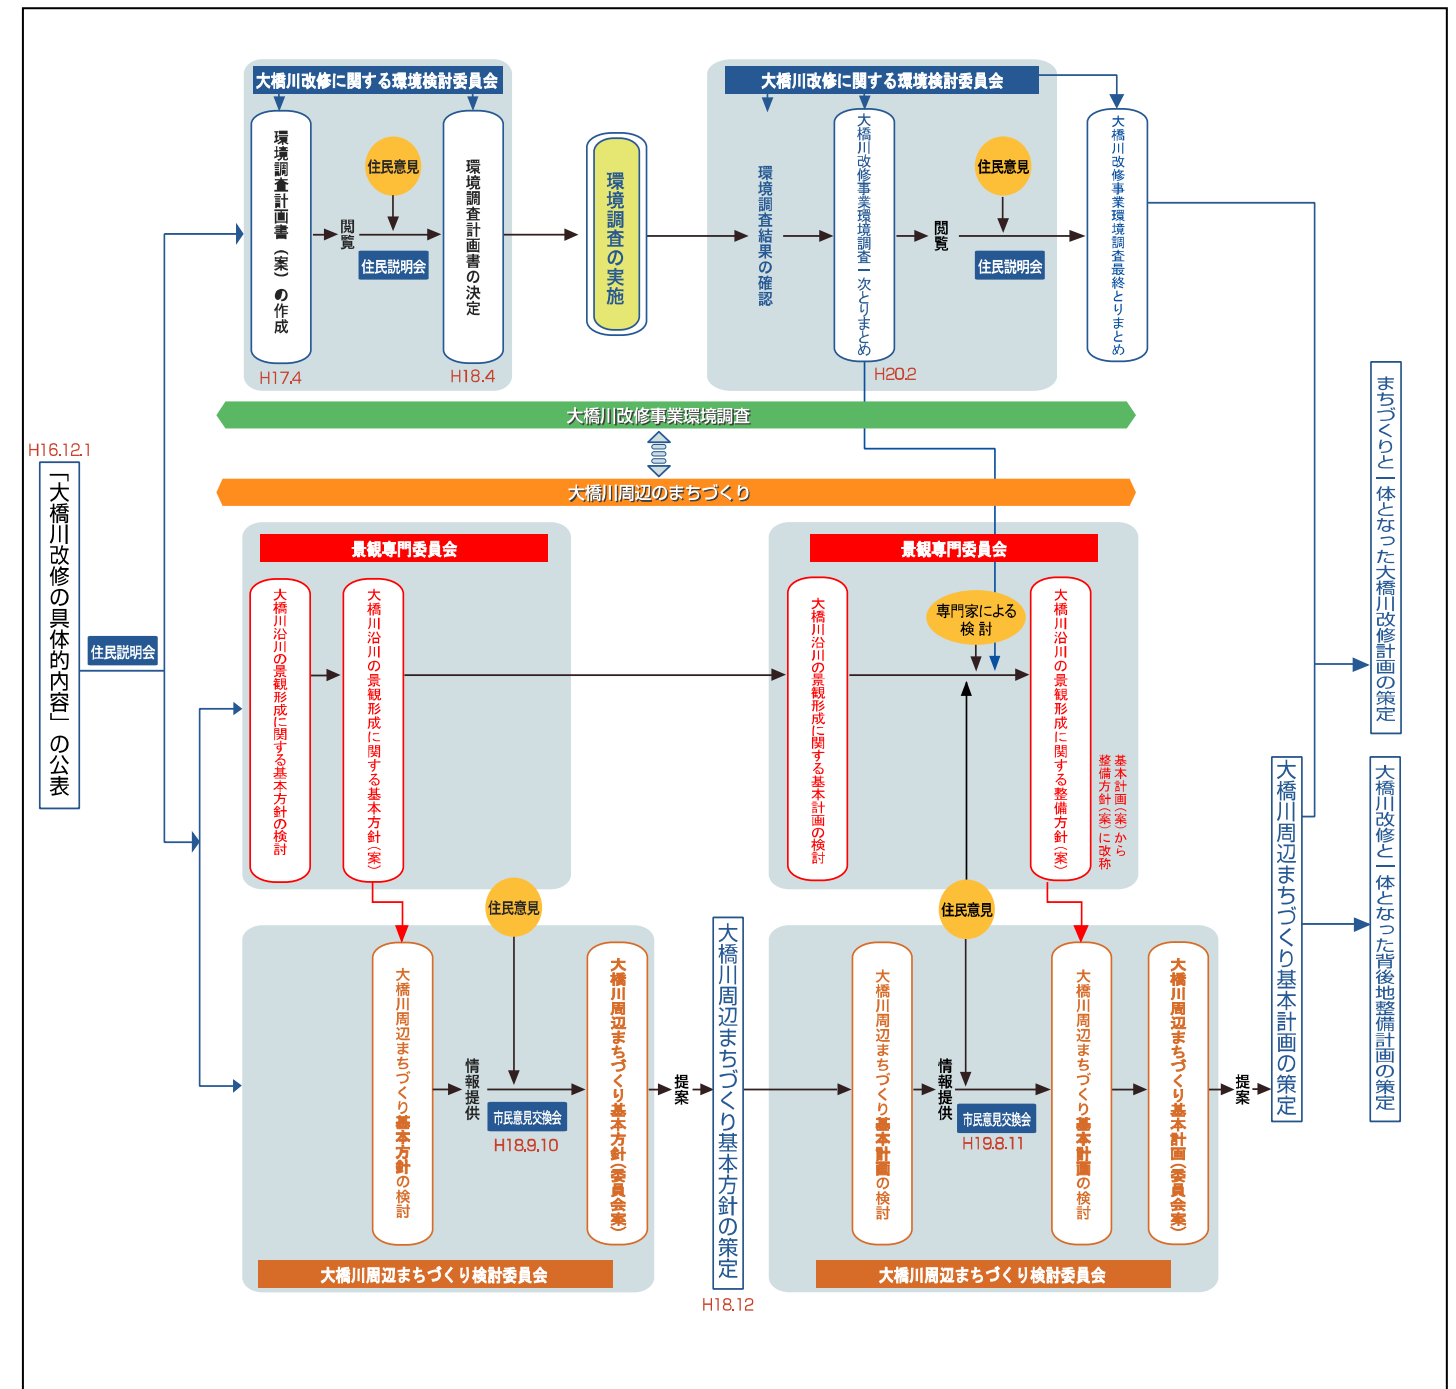 大橋川改修に関する環境検討委員会
環境調査計画書（案）の作成
閲覧
住民意見
住民説明会
環境調査計画書の決定
H17.4
H18.4
環境調査の実施
大橋川改修に関する環境検討委員会
環境調査結果の確認
大橋川改修事業環境調査一次とりまとめ
閲覧
住民意見
住民説明会
大橋川改修事業環境調査最終とりまとめ
H20.2
大橋川改修事業環境調査
大橋川周辺のまちづくり
H16.12.1
「大橋川改修の具体的内容」の公表
住民説明会
景観専門委員会
大橋川沿川の景観形成に関する基本方針の検討
大橋川沿川の景観形成に関する基本方針（案）
景観専門委員会
大橋川沿川の景観形成に関する基本計画の検討
専門家による
検討
大橋川沿川の景観形成に関する整備方針（案）
基本計画（案）から
整備方針（案）に改称
住民意見
大橋川周辺まちづくり基本方針の検討
情報提供
市民意見交換会
H18.9.10
大橋川周辺まちづくり基本方針（委員会案）
大橋川周辺まちづくり検討委員会
提案
大橋川周辺まちづくり基本方針の策定
H18.12
住民意見
大橋川周辺まちづくり基本計画の検討
情報提供
市民意見交換会
H19.8.11
大橋川周辺まちづくり基本計画の検討
大橋川周辺まちづくり基本計画（委員会案）
大橋川周辺まちづくり検討委員会
提案
大橋川周辺まちづくり基本計画の策定
まちづくりと一体となった大橋川改修計画の策定
大橋川改修と一体となった背後地整備計画の策定